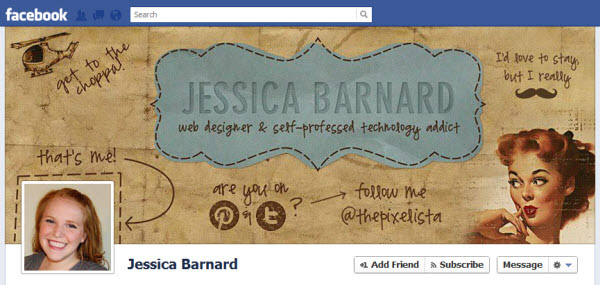 facebook
Search
get to the
choppa!
JESSICA BARNARD
web designer & self-professed technology addict
I'd love to stay,
but I really
that's me!
are you on
& ?
follow me
@thepixelista
Jessica Barnard
Add Friend
Subscribe
Message